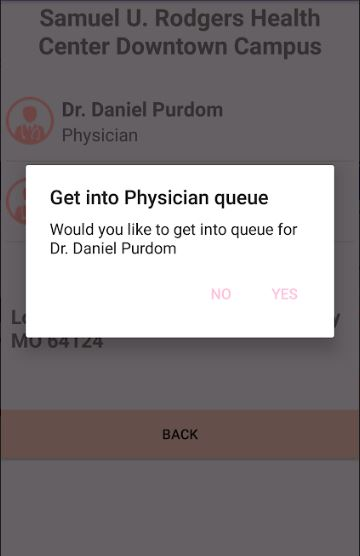 Samuel U. Rodgers Health
Center Downtown Campus
Dr. Daniel Purdom
Physician
Get into Physician queue
Would you like to get into queue for
Dr. Daniel Purdom
NO YES
MO 64124
BACK